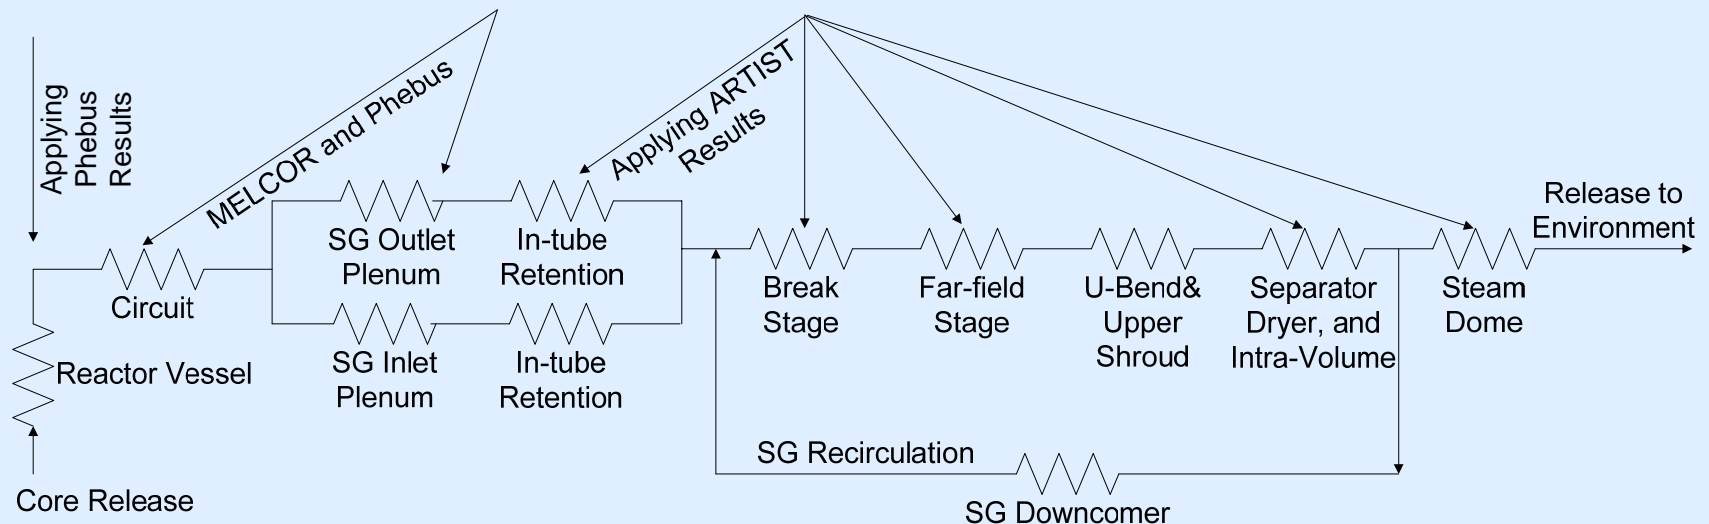 Applying
Phebus
Results
MELCOR and Phebus
Applying ARTIST
Results
Release to
Environment
SG Outlet
Plenum
In-tube
Retention
Circuit
Break
Stage
Far-field
Stage
U-Bend&
Upper
Shroud
Separator
Dryer, and
Intra-Volume
Steam
Dome
SG Inlet
Plenum
In-tube
Retention
Reactor Vessel
SG Recirculation
Core Release
SG Downcomer